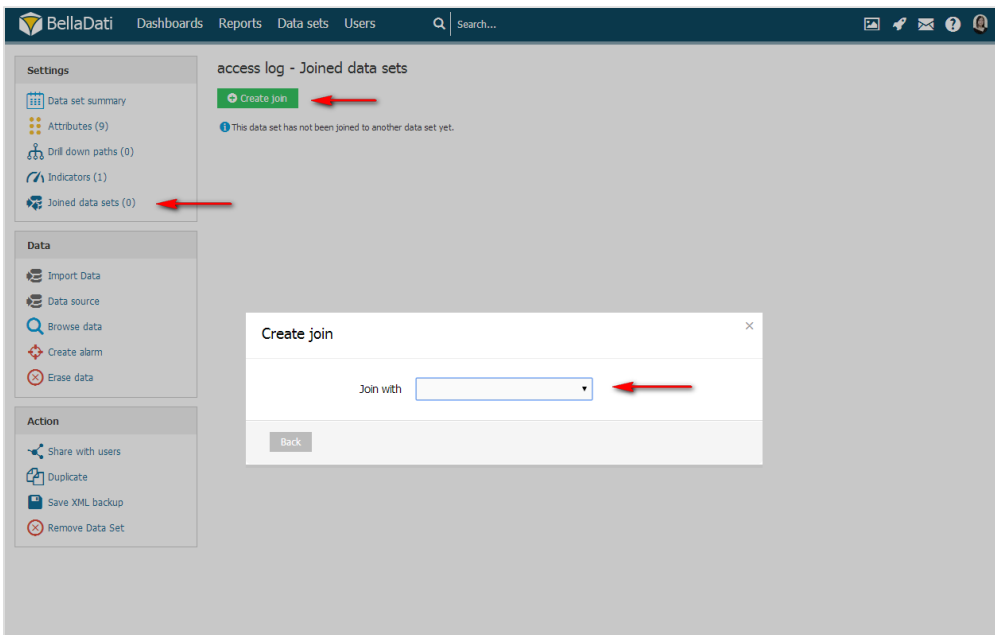 BellaDati Dashboards Reports Data sets Users Search...
Settings
Data set summary
Attributes (9)
Drill down paths (0)
Indicators (1)
Joined data sets (0)
Data
Import Data
Data source
Browse data
Create alarm
Erase data
Action
Share with users
Duplicate
Save XML backup
Remove Data Set
access log - Joined data sets
Create join
This data set has not been joined to another data set yet.
Create join
Join with
Back